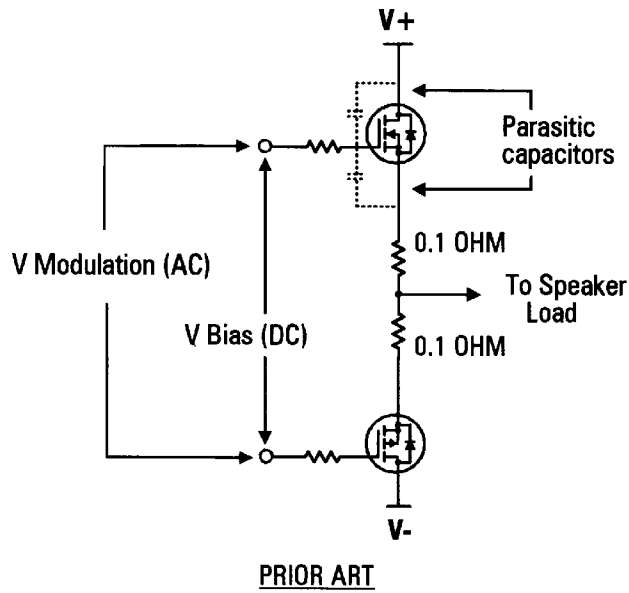 V+
Parasitic
capacitors
0.1 OHM
V Modulation (AC)
To Speaker
Load
V Bias (DC)
0.1 OHM
V-
PRIOR ART